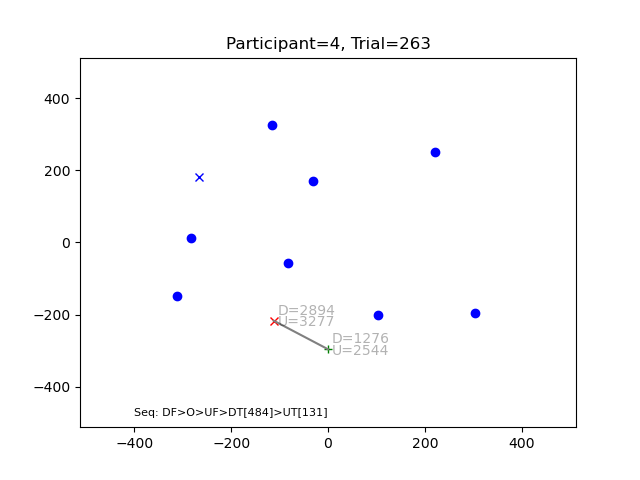 Participant=4, Trial=263
400
200
0
−200
−400
D=2894
U=3277
D=1276
U=2544
Seq: DF>O>UF>DT[484]>UT[131]
−400
−200
0
200
400